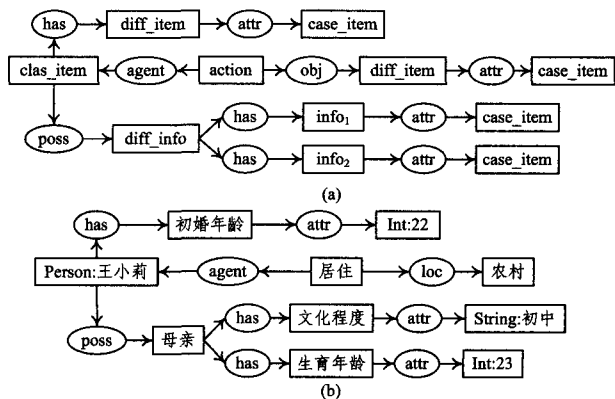 has diff_item attr case_item
clas_item agent action obj diff_item attr case_item
has info₁ attr case_item
poss diff_info
has info₂ attr case_item
(a)
has 初婚年龄 attr Int:22
Person:王小莉 agent 居住 loc 农村
has 文化程度 attr String:初中
poss 母亲
has 生育年龄 attr Int:23
(b)